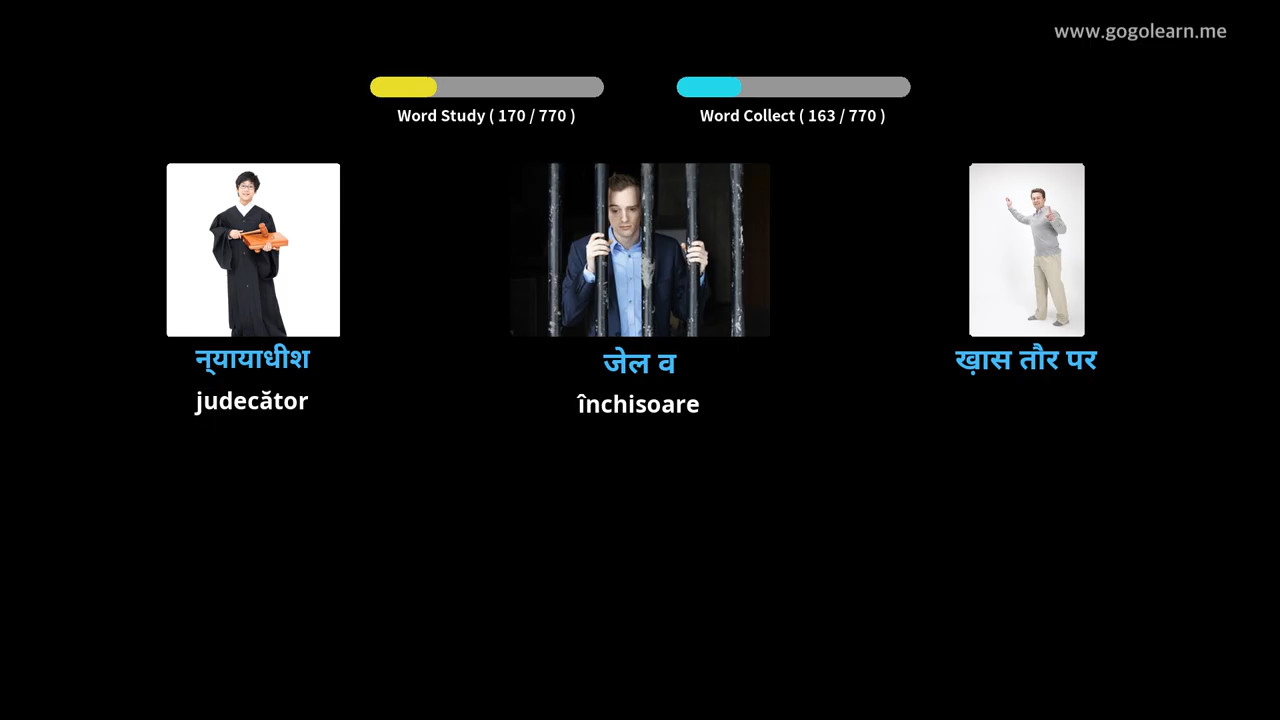 www.gogolearn.me
Word Study ( 170 / 770 )
Word Collect ( 163 / 770 )
न्‌यायाधीश
जेल व
ख़ास तौर पर
judecător
închisoare